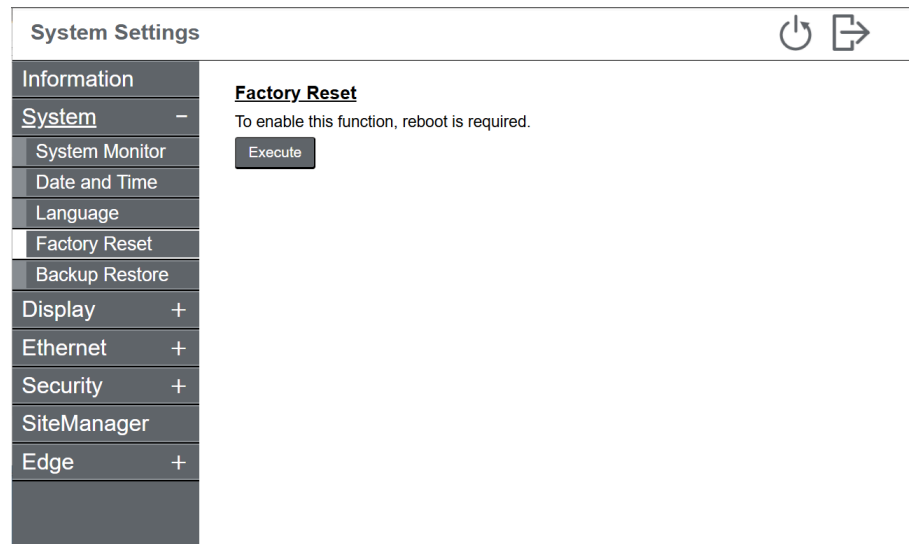 System Settings
Information
System −
System Monitor
Date and Time
Language
Factory Reset
Backup Restore
Display +
Ethernet +
Security +
SiteManager
Edge +
Factory Reset
To enable this function, reboot is required.
Execute